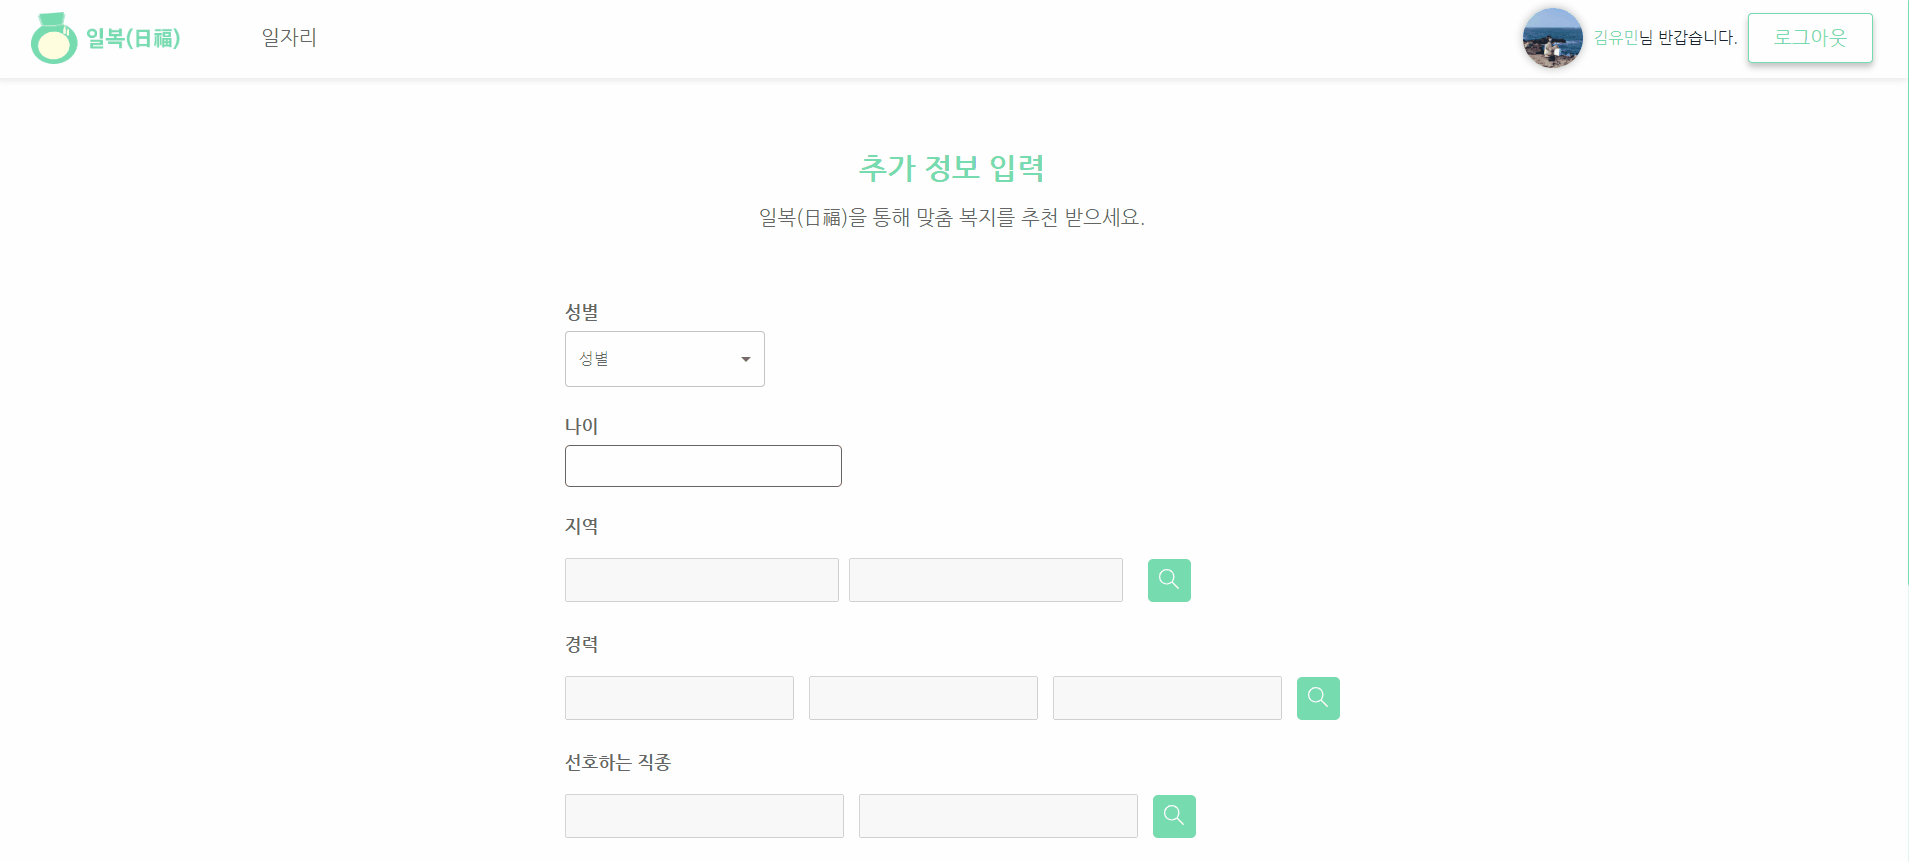 일복(日福) 일자리 김유민님 반갑습니다. 로그아웃
추가 정보 입력
일복(日福)을 통해 맞춤 복지를 추천 받으세요.
성별
성별
나이
지역
경력
선호하는 직종